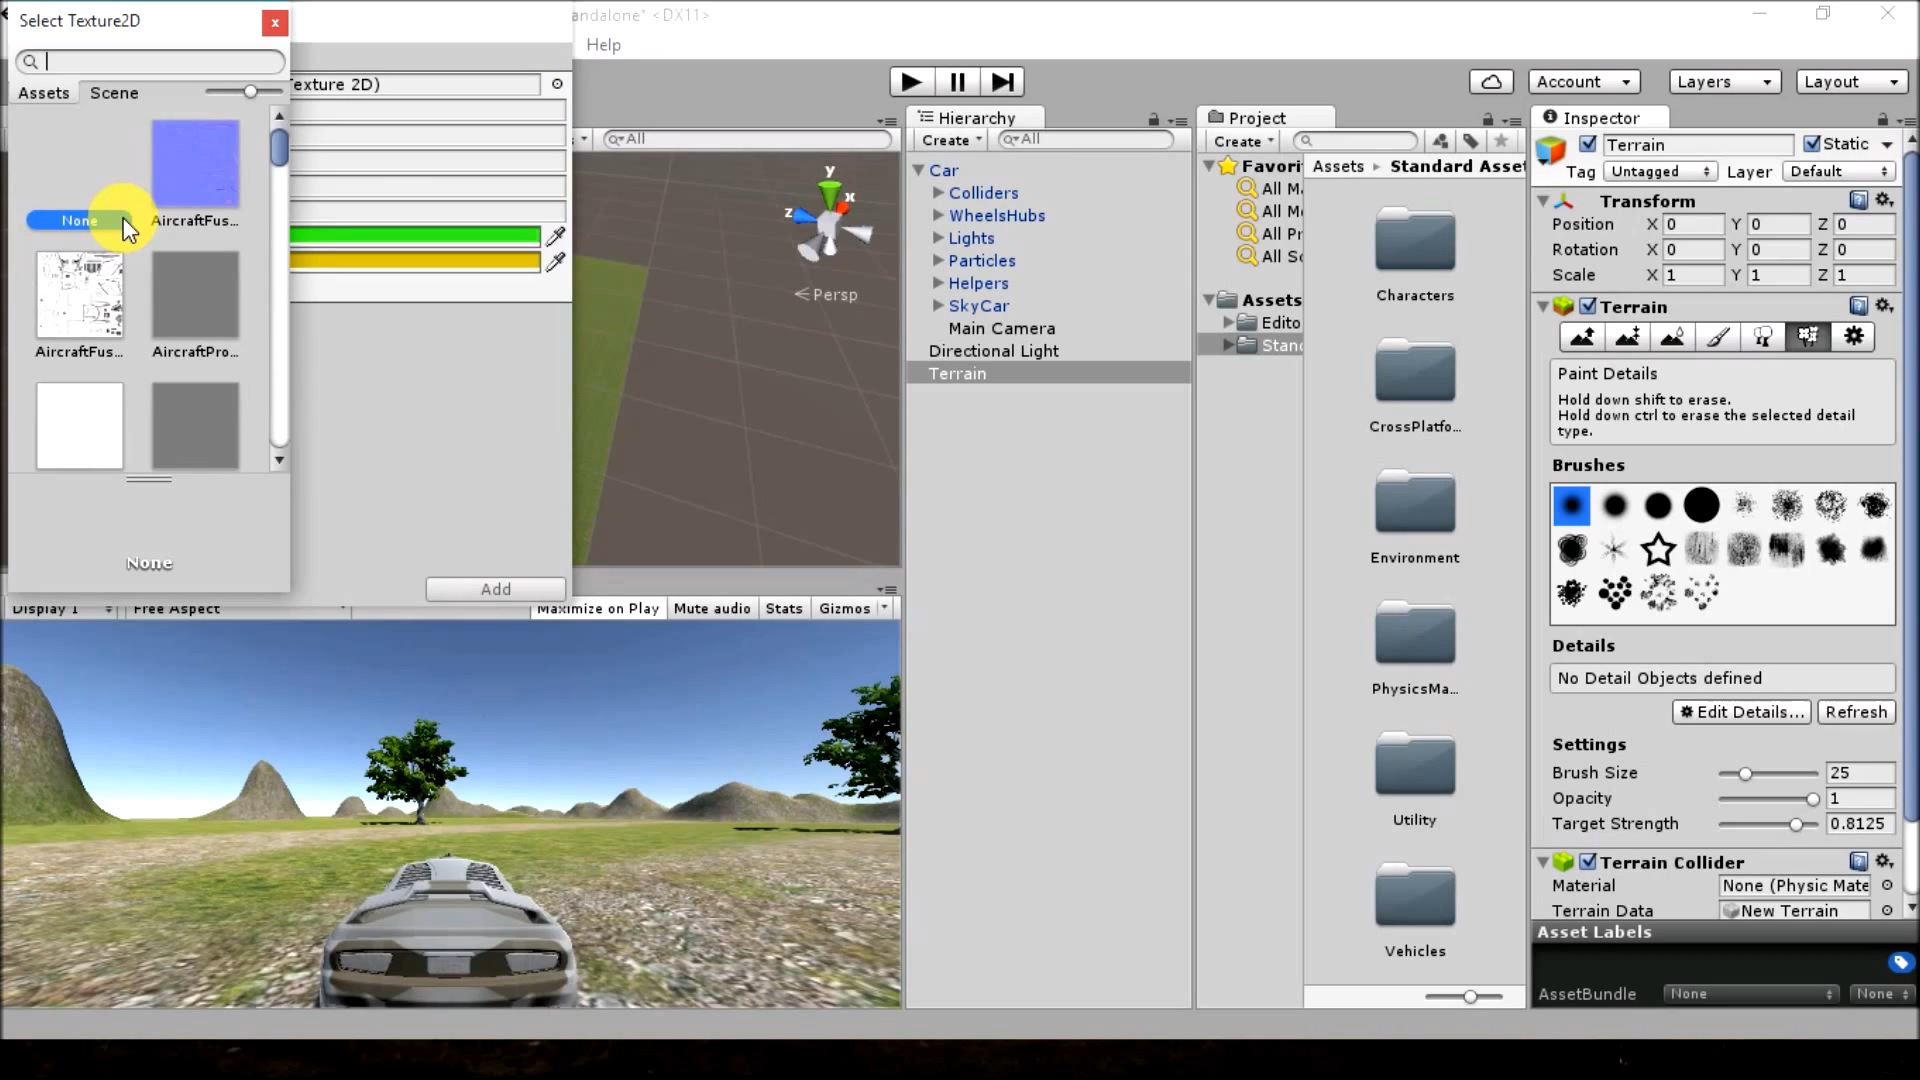 Select Texture2D
x
andalone* <DX11>
Help
Assets
Scene
exture 2D)
None
AircraftFus...
AircraftFus...
AircraftPro...
None
Add
Account
Layers
Layout
All
Hierarchy
Create
All
Project
Create
Inspector
y
x
z
Persp
Car
Colliders
WheelsHubs
Lights
Particles
Helpers
SkyCar
Main Camera
Directional Light
Terrain
Favori
All Ma
All Mo
All Pr
All Sc
Assets
Edito
Stand
Assets
Standard Asset
Characters
CrossPlatfo...
Environment
PhysicsMa...
Utility
Vehicles
Terrain
Static
Tag Untagged Layer Default
Transform
Position X 0 Y 0 Z 0
Rotation X 0 Y 0 Z 0
Scale X 1 Y 1 Z 1
Terrain
Paint Details
Hold down shift to erase.
Hold down ctrl to erase the selected detail
type.
Brushes
Details
No Detail Objects defined
Edit Details...
Refresh
Settings
Brush Size 25
Opacity 1
Target Strength 0.8125
Terrain Collider
Material None (Physic Mate
Terrain Data New Terrain
Asset Labels
AssetBundle None None
Display 1
Free Aspect
Maximize on Play
Mute audio
Stats
Gizmos